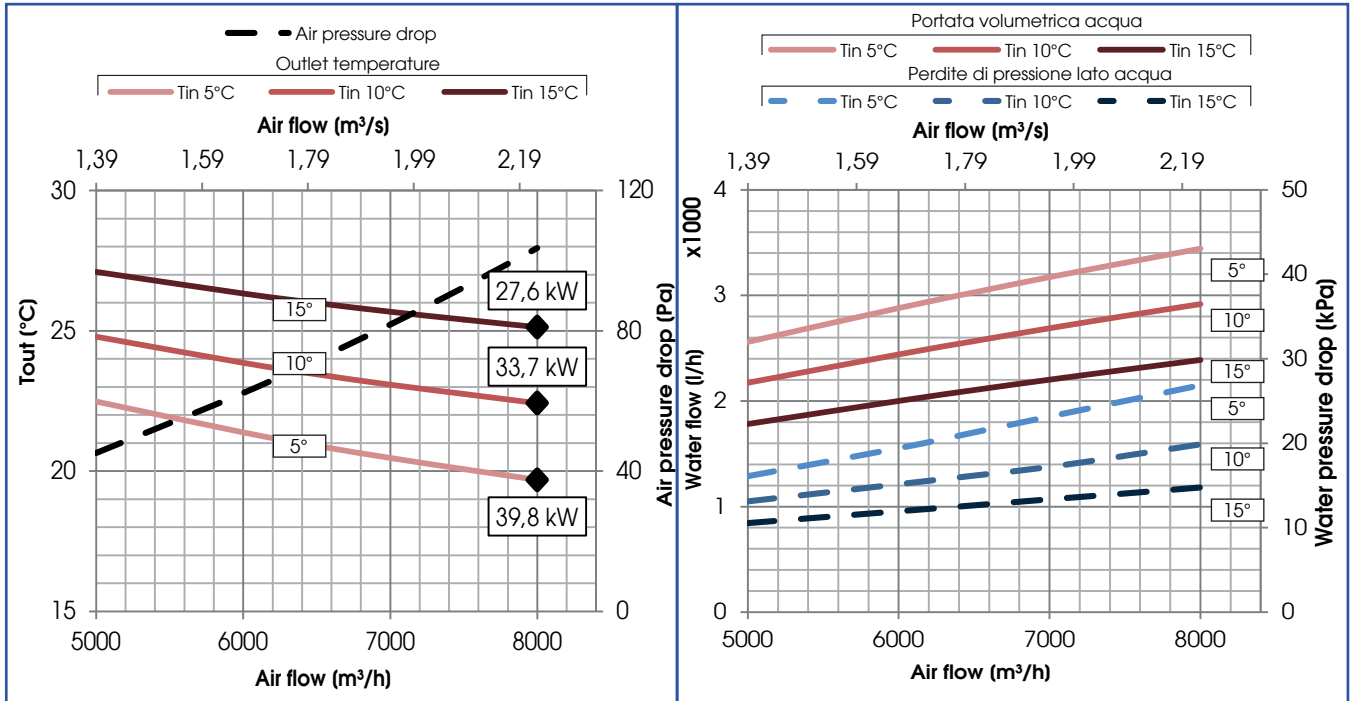 Air pressure drop
Outlet temperature
Tin 5°C Tin 10°C Tin 15°C
Air flow (m³/s)
1,39 1,59 1,79 1,99 2,19
30 120
25 80
20 40
15 0
Tout (°C)
Air pressure drop (Pa)
27,6 kW
15°
33,7 kW
10°
5°
39,8 kW
5000 6000 7000 8000
Air flow (m³/h)
Portata volumetrica acqua
Tin 5°C Tin 10°C Tin 15°C
Perdite di pressione lato acqua
Tin 5°C Tin 10°C Tin 15°C
Air flow (m³/s)
1,39 1,59 1,79 1,99 2,19
4 50
3 40
2 30
1 20
0 10
0
x1000
Water flow (l/h)
Water pressure drop (kPa)
5°
10°
15°
5°
10°
15°
5000 6000 7000 8000
Air flow (m³/h)